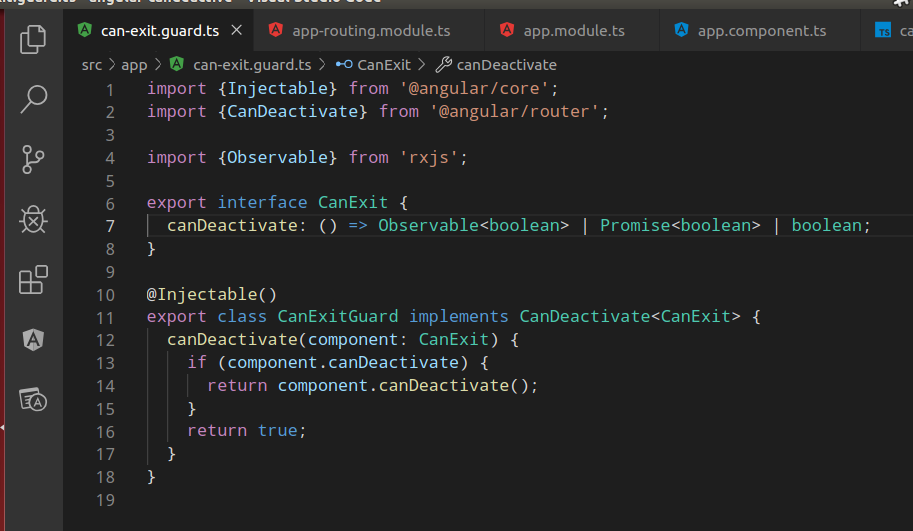 can-exit.guard.ts app-routing.module.ts app.module.ts app.component.ts TS
src > app > can-exit.guard.ts > CanExit > canDeactivate
1 import {Injectable} from '@angular/core';
2 import {CanDeactivate} from '@angular/router';
3
4 import {Observable} from 'rxjs';
5
6 export interface CanExit {
7   canDeactivate: () => Observable<boolean> | Promise<boolean> | boolean;
8 }
9
10 @Injectable()
11 export class CanExitGuard implements CanDeactivate<CanExit> {
12   canDeactivate(component: CanExit) {
13     if (component.canDeactivate) {
14       return component.canDeactivate();
15     }
16     return true;
17   }
18 }
19